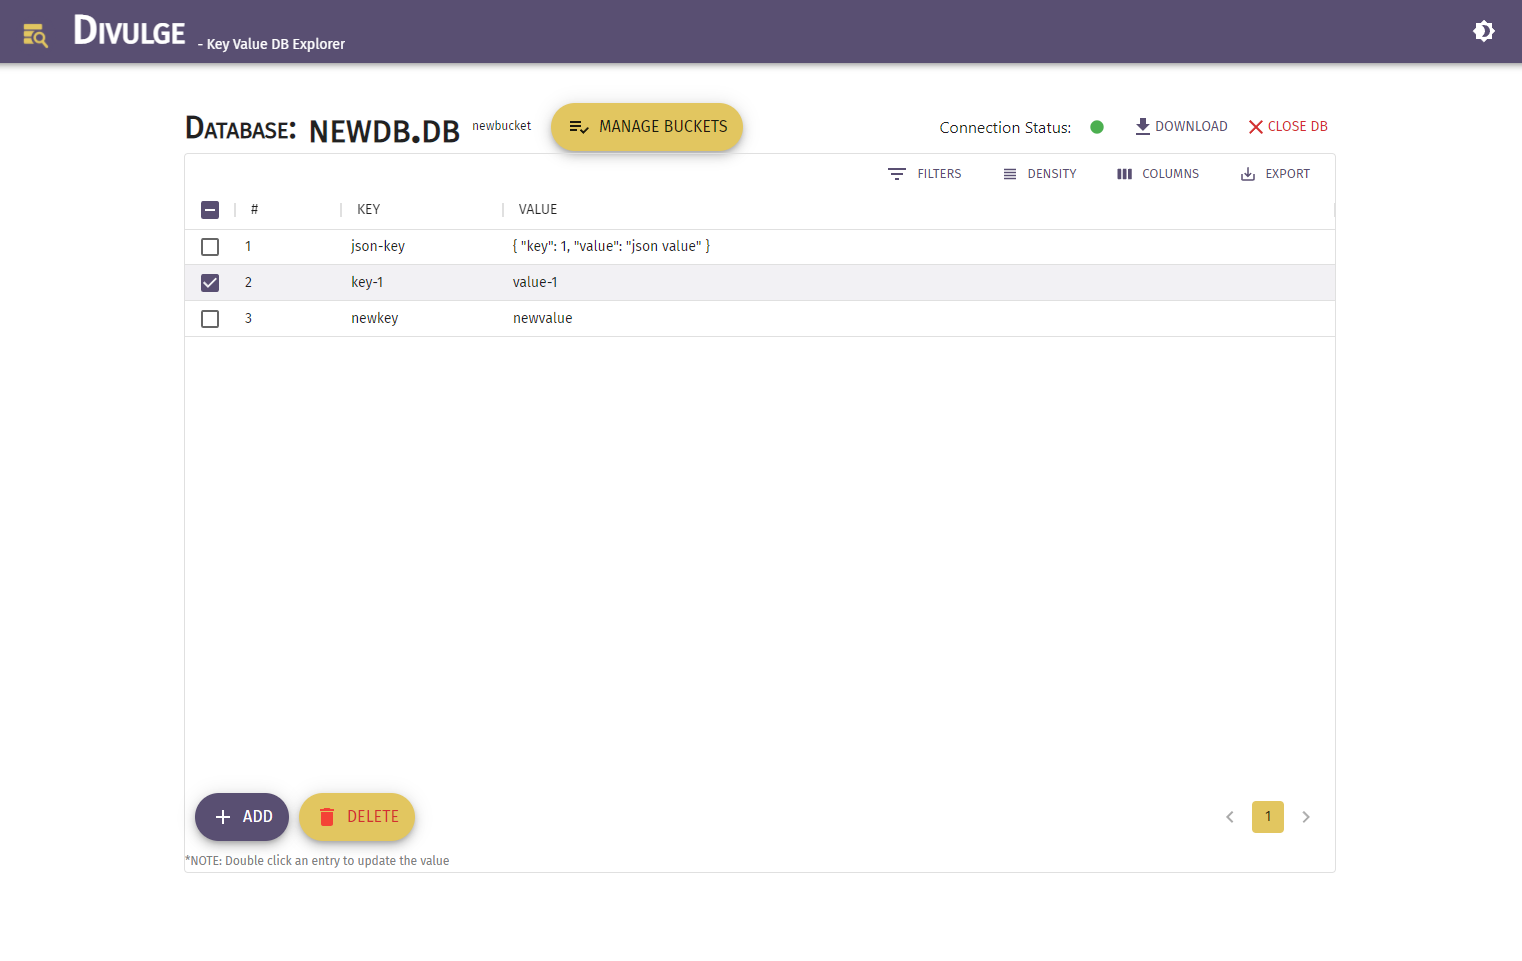 DIVULGE - Key Value DB Explorer
DATABASE: NEWDB.DB newbucket MANAGE BUCKETS Connection Status: DOWNLOAD CLOSE DB
FILTERS DENSITY COLUMNS EXPORT
# KEY VALUE
1 json-key { "key": 1, "value": "json value" }
2 key-1 value-1
3 newkey newvalue
ADD DELETE 1
*NOTE: Double click an entry to update the value